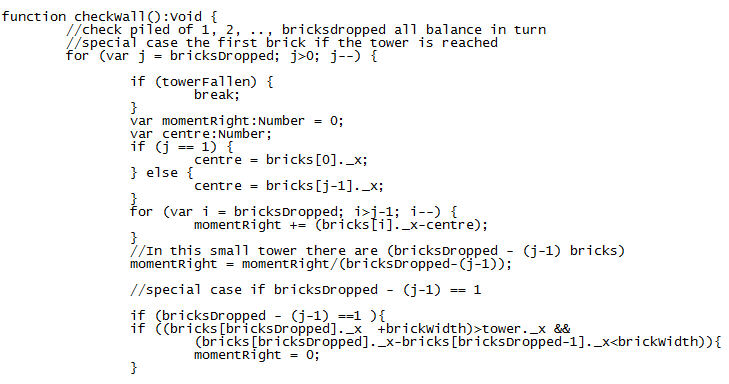 function checkWall():Void {
//check piled of 1, 2, .., bricksdropped all balance in turn
//special case the first brick if the tower is reached
for (var j = bricksDropped; j>0; j--) {
if (towerFallen) {
break;
}
var momentRight:Number = 0;
var centre:Number;
if (j == 1) {
centre = bricks[0]._x;
} else {
centre = bricks[j-1]._x;
}
for (var i = bricksDropped; i>j-1; i--) {
momentRight += (bricks[i]._x-centre);
}
//In this small tower there are (bricksDropped - (j-1) bricks)
momentRight = momentRight/(bricksDropped-(j-1));
//special case if bricksDropped - (j-1) == 1
if (bricksDropped - (j-1) ==1 ){
if ((bricks[bricksDropped]._x  +brickWidth)>tower._x &&
(bricks[bricksDropped]._x-bricks[bricksDropped-1]._x<brickWidth)){
momentRight = 0;
}